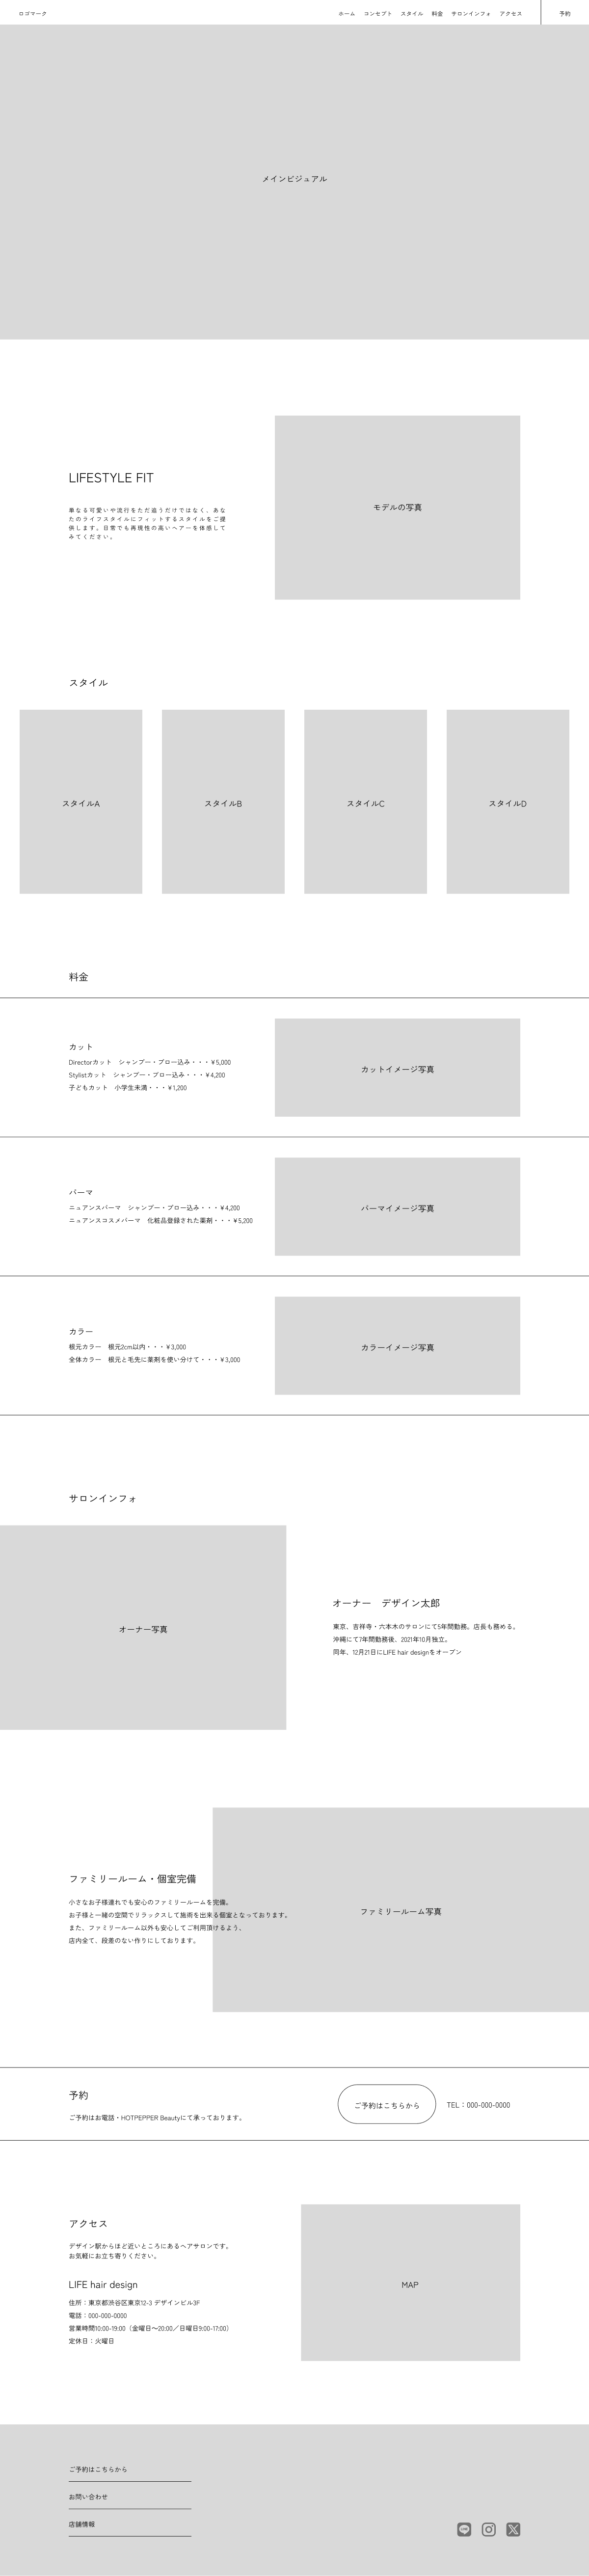 ロゴマーク
ホーム コンセプト スタイル 料金 サロンインフォ アクセス 予約
メインビジュアル
LIFESTYLE FIT
単なる可愛いや流行をただ追うだけではなく、あな
たのライフスタイルにフィットするスタイルをご提
供します。日常でも再現性の高いヘアーを体感して
みてください。
モデルの写真
スタイル
スタイルA
スタイルB
スタイルC
スタイルD
料金
カット
Directorカット シャンプー・ブロー込み・・・￥5,000
Stylistカット シャンプー・ブロー込み・・・￥4,200
子どもカット 小学生未満・・・￥1,200
カットイメージ写真
パーマ
ニュアンスパーマ シャンプー・ブロー込み・・・￥4,200
ニュアンスコスメパーマ 化粧品登録された薬剤・・・￥5,200
パーマイメージ写真
カラー
根元カラー 根元2cm以内・・・￥3,000
全体カラー 根元と毛先に薬剤を使い分けて・・・￥3,000
カラーイメージ写真
サロンインフォ
オーナー写真
オーナー デザイン太郎
東京、吉祥寺・六本木のサロンにて5年間勤務。店長も務める。
沖縄にて7年間勤務後、2021年10月独立。
同年、12月21日にLIFE hair designをオープン
ファミリールーム・個室完備
小さなお子様連れでも安心のファミリールームを完備。
お子様と一緒の空間でリラックスして施術を出来る個室となっております。
また、ファミリールーム以外も安心してご利用頂けるよう、
店内全て、段差のない作りにしております。
ファミリールーム写真
予約
ご予約はお電話・HOTPEPPER Beautyにて承っております。
ご予約はこちらから
TEL：000-000-0000
アクセス
デザイン駅からほど近いところにあるヘアサロンです。
お気軽にお立ち寄りください。
LIFE hair design
住所：東京都渋谷区東京12-3 デザインビル3F
電話：000-000-0000
営業時間10:00-19:00（金曜日〜20:00／日曜日9:00-17:00）
定休日：火曜日
MAP
ご予約はこちらから
お問い合わせ
店舗情報